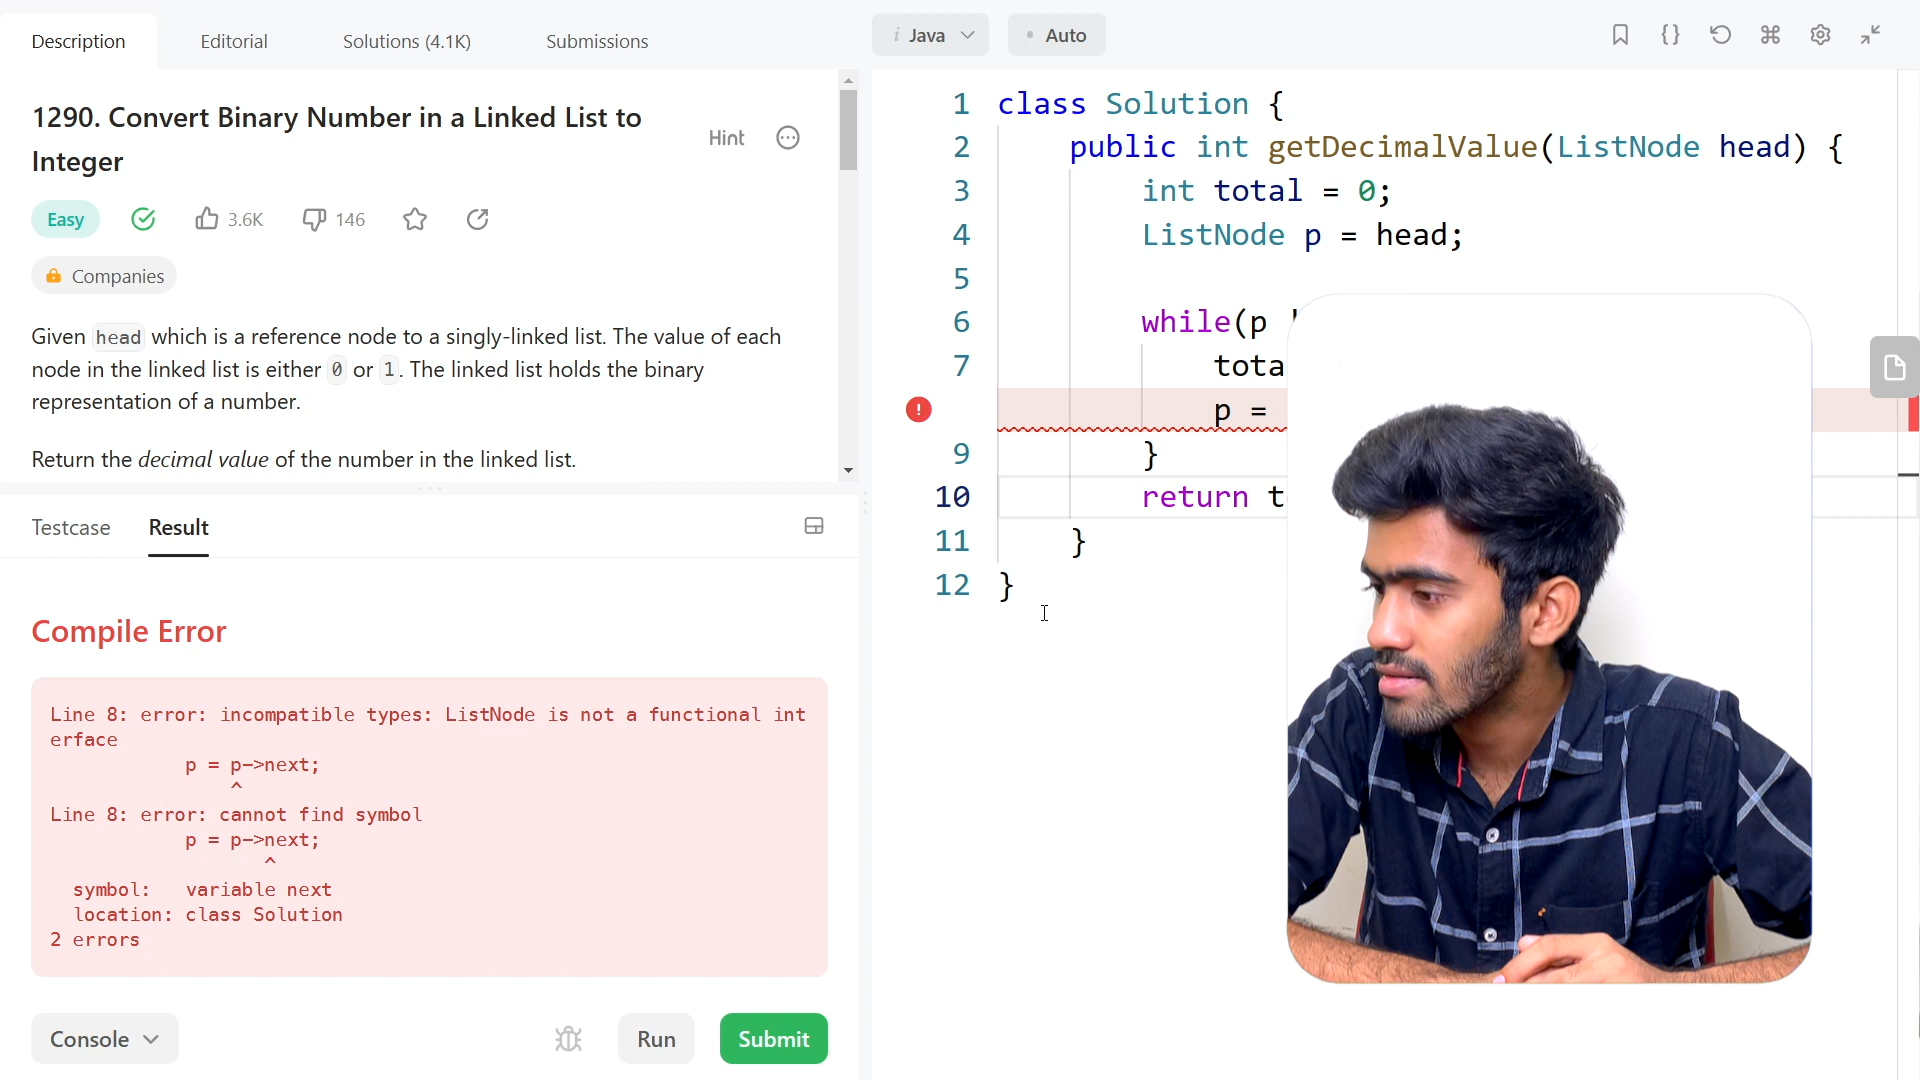 Description
Editorial
Solutions (4.1K)
Submissions
1290. Convert Binary Number in a Linked List to
Integer
Hint
Easy
3.6K
146
Companies
Given head which is a reference node to a singly-linked list. The value of each
node in the linked list is either 0 or 1. The linked list holds the binary
representation of a number.
Return the decimal value of the number in the linked list.
Testcase
Result
Compile Error
Line 8: error: incompatible types: ListNode is not a functional int
erface
p = p->next;
^
Line 8: error: cannot find symbol
p = p->next;
^
symbol: variable next
location: class Solution
2 errors
Console
Run
Submit
i Java
Auto
1 class Solution {
2 public int getDecimalValue(ListNode head) {
3 int total = 0;
4 ListNode p = head;
5
6 while(p
7 tota
p =
9 }
10 return t
11 }
12 }